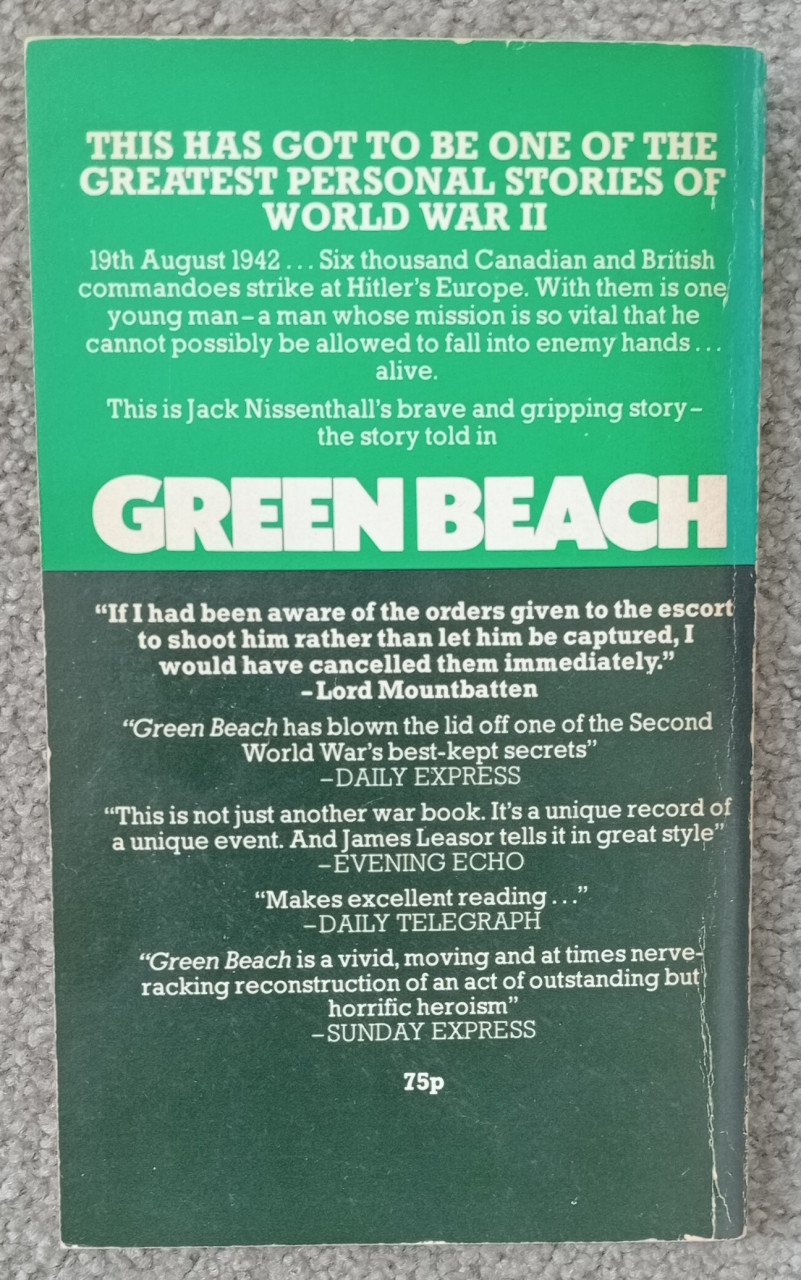 THIS HAS GOT TO BE ONE OF THE
GREATEST PERSONAL STORIES OF
WORLD WAR II
19th August 1942 ... Six thousand Canadian and British
commandoes strike at Hitler's Europe. With them is one
young man – a man whose mission is so vital that he
cannot possibly be allowed to fall into enemy hands ...
alive.
This is Jack Nissenthall's brave and gripping story –
the story told in
GREEN BEACH
“If I had been aware of the orders given to the escort
to shoot him rather than let him be captured, I
would have cancelled them immediately.”
– Lord Mountbatten
“Green Beach has blown the lid off one of the Second
World War's best-kept secrets”
– DAILY EXPRESS
“This is not just another war book. It's a unique record of
a unique event. And James Leasor tells it in great style”
– EVENING ECHO
“Makes excellent reading ...”
– DAILY TELEGRAPH
“Green Beach is a vivid, moving and at times nerve-
racking reconstruction of an act of outstanding but
horrific heroism”
– SUNDAY EXPRESS
75p